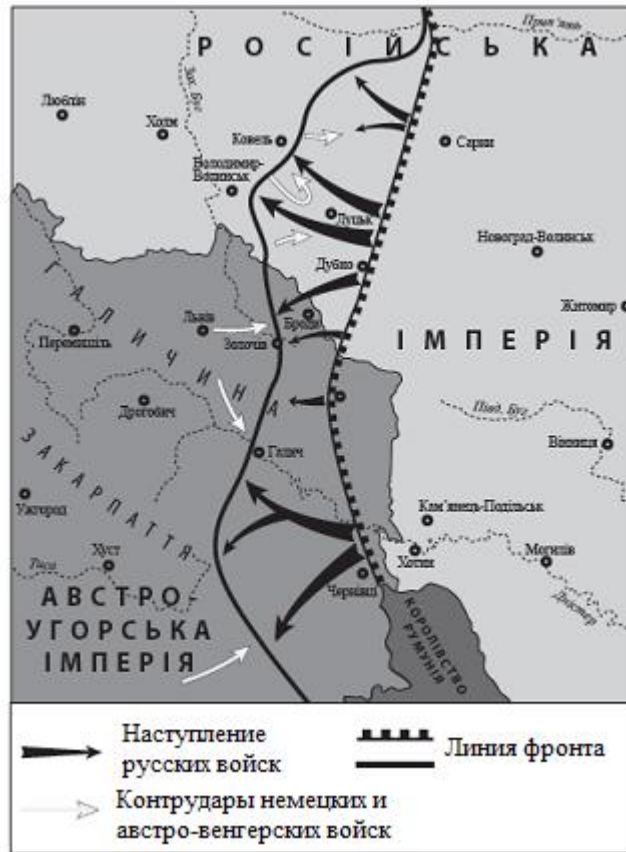 Прип'ять
РОСІЙСЬКА
Зах. Буг
Люблін
Холм
Ковель
Сарни
Володимир-
Волинськ
Луцьк
Новоград-Волинськ
Дубно
Житомир
ГАЛИЧИНА
Львів
Броди
Перемишль
Золочів
ІМПЕРІЯ
Дрогобич
Півд. Буг
Вінниця
ЗАКАРПАТТЯ
Галич
Ужгород
Кам'янець-Подільськ
Хуст
Хотин
Могилів
Тиса
Чернівці
Дністер
АВСТРО-
УГОРСЬКА
ІМПЕРІЯ
КОРОЛІВСТВО
РУМУНІЯ
Наступление
русских войск
Линия фронта
Контрудары немецких и
австро-венгерских войск